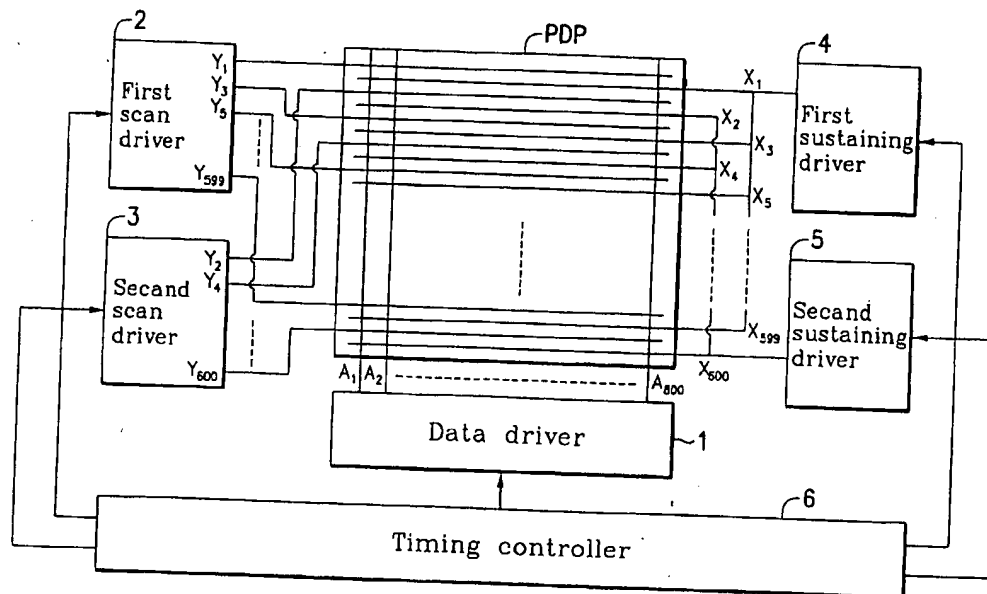 2
PDP
4
First
scan
driver
Y1
Y3
Y5
Y599
X1
X2
X3
X4
X5
First
sustaining
driver
3
Second
scan
driver
Y2
Y4
Y600
5
Second
sustaining
driver
X599
X600
A1 A2 A800
Data driver
1
6
Timing controller